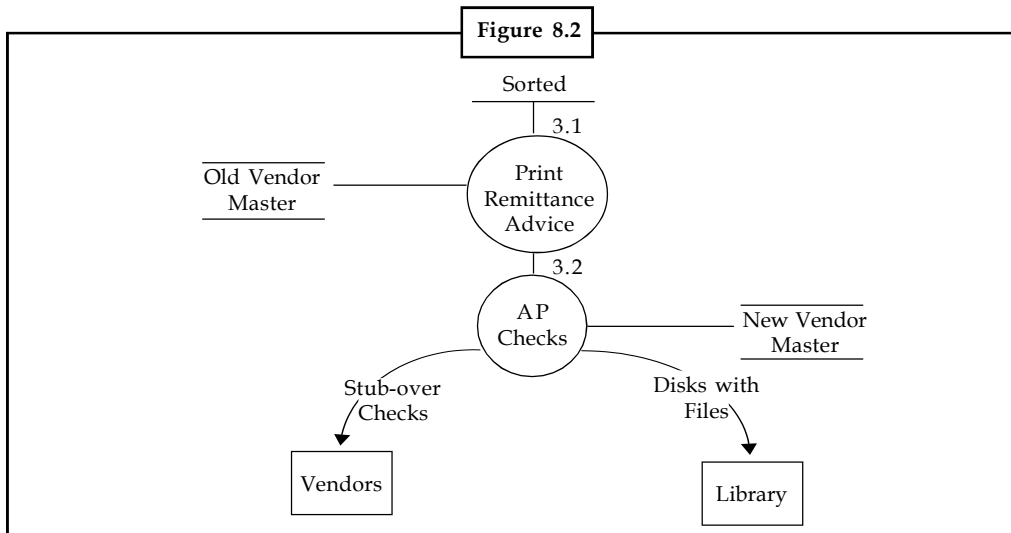 Figure 8.2
Sorted
3.1
Old Vendor
Master
Print
Remittance
Advice
3.2
AP
Checks
New Vendor
Master
Stub-over
Checks
Disks with
Files
Vendors
Library